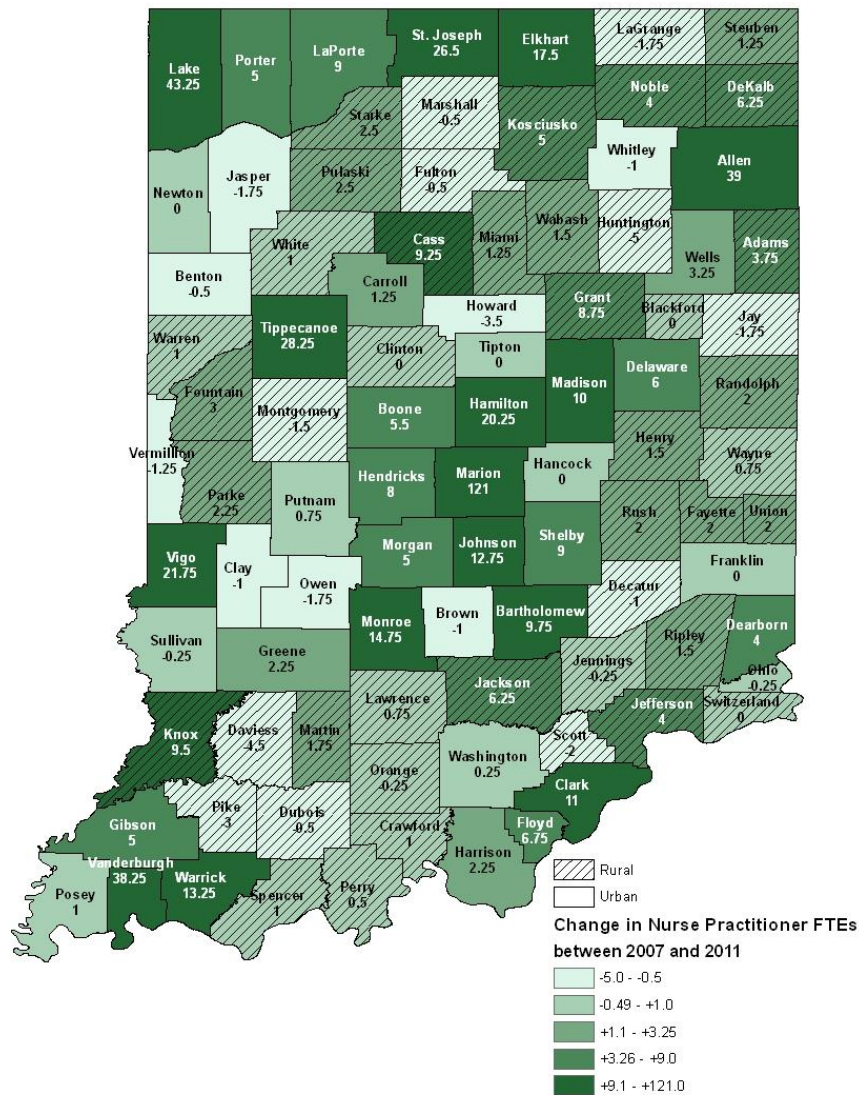 Lake
43.25
Porter
5
LaPorte
9
St. Joseph
26.5
Elkhart
17.5
LaGrange
-1.75
Steuben
1.25
Noble
4
DeKalb
6.25
Starke
2.5
Marshall
-0.5
Kosciusko
5
Whitley
-1
Allen
39
Newton
0
Jasper
-1.75
Pulaski
2.5
Fulton
-0.5
Wabash
1.5
Huntington
-5
Wells
3.25
Adams
3.75
White
1
Cass
9.25
Miami
1.25
Benton
-0.5
Carroll
1.25
Howard
-3.5
Grant
8.75
Blackford
0
Jay
-1.75
Warren
1
Tippecanoe
28.25
Clinton
0
Tipton
0
Madison
10
Delaware
6
Randolph
2
Fountain
3
Montgomery
-1.5
Boone
5.5
Hamilton
20.25
Henry
1.5
Wayne
0.75
Vermillion
-1.25
Parke
2.25
Putnam
0.75
Hendricks
8
Marion
121
Hancock
0
Rush
2
Fayette
2
Union
2
Vigo
21.75
Clay
-1
Owen
-1.75
Morgan
5
Johnson
12.75
Shelby
9
Franklin
0
Decatur
-1
Sullivan
-0.25
Greene
2.25
Monroe
14.75
Brown
-1
Bartholomew
9.75
Jennings
-0.25
Ripley
1.5
Dearborn
4
Ohio
-0.25
Knox
9.5
Daviess
-4.5
Martin
1.75
Lawrence
0.75
Jackson
6.25
Jefferson
4
Switzerland
0
Scott
Washington
0.25
Orange
-0.25
Clark
11
Gibson
5
Pike
-3
Dubois
-0.5
Crawford
1
Floyd
6.75
Harrison
2.25
Posey
1
Vanderburgh
38.25
Warrick
13.25
Spencer
1
Perry
0.5
Rural
Urban
Change in Nurse Practitioner FTEs
between 2007 and 2011
-5.0 - -0.5
-0.49 - +1.0
+1.1 - +3.25
+3.26 - +9.0
+9.1 - +121.0